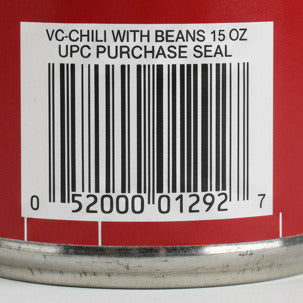 VC-CHILI WITH BEANS 15 OZ
UPC PURCHASE SEAL
0 52000 01292 7